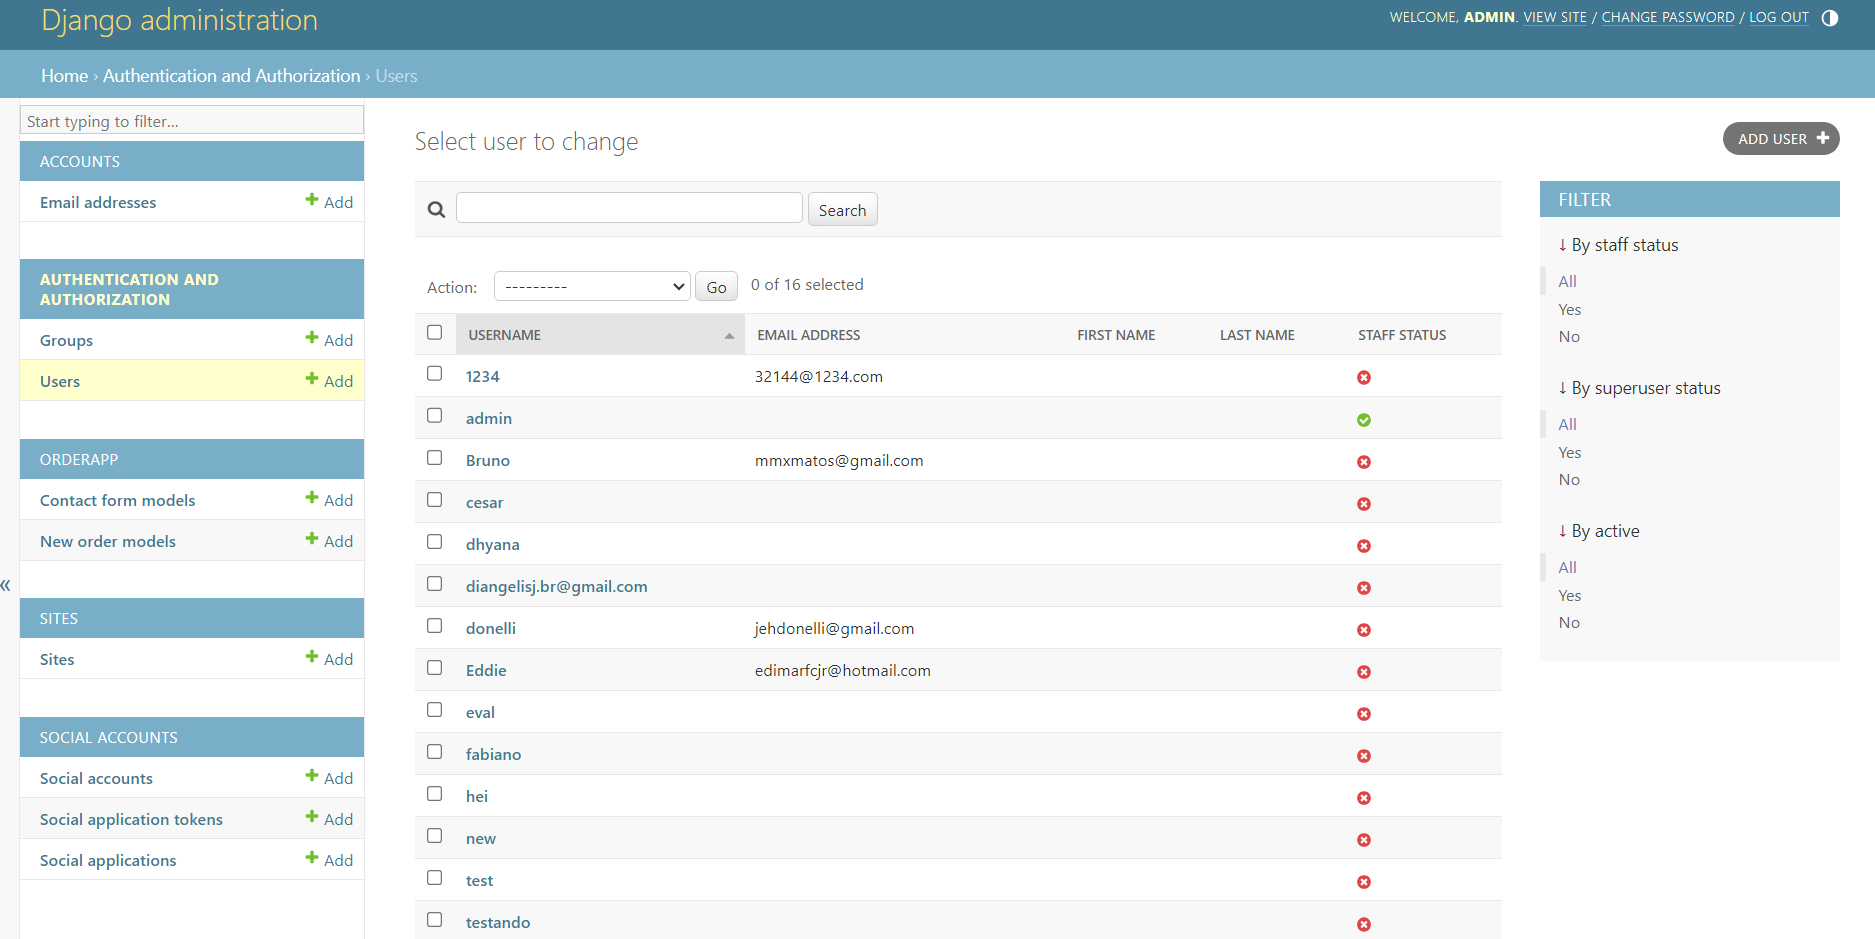 Django administration
WELCOME, ADMIN. VIEW SITE / CHANGE PASSWORD / LOG OUT
Home › Authentication and Authorization › Users
Start typing to filter...
ACCOUNTS
Email addresses Add
AUTHENTICATION AND
AUTHORIZATION
Groups Add
Users Add
ORDERAPP
Contact form models Add
New order models Add
«
SITES
Sites Add
SOCIAL ACCOUNTS
Social accounts Add
Social application tokens Add
Social applications Add
Select user to change
ADD USER
Search
Action: --------- Go 0 of 16 selected
USERNAME EMAIL ADDRESS FIRST NAME LAST NAME STAFF STATUS
1234 32144@1234.com
admin
Bruno mmxmatos@gmail.com
cesar
dhyana
diangelisj.br@gmail.com
donelli jehdonelli@gmail.com
Eddie edimarfcjr@hotmail.com
eval
fabiano
hei
new
test
testando
FILTER
↓ By staff status
All
Yes
No
↓ By superuser status
All
Yes
No
↓ By active
All
Yes
No